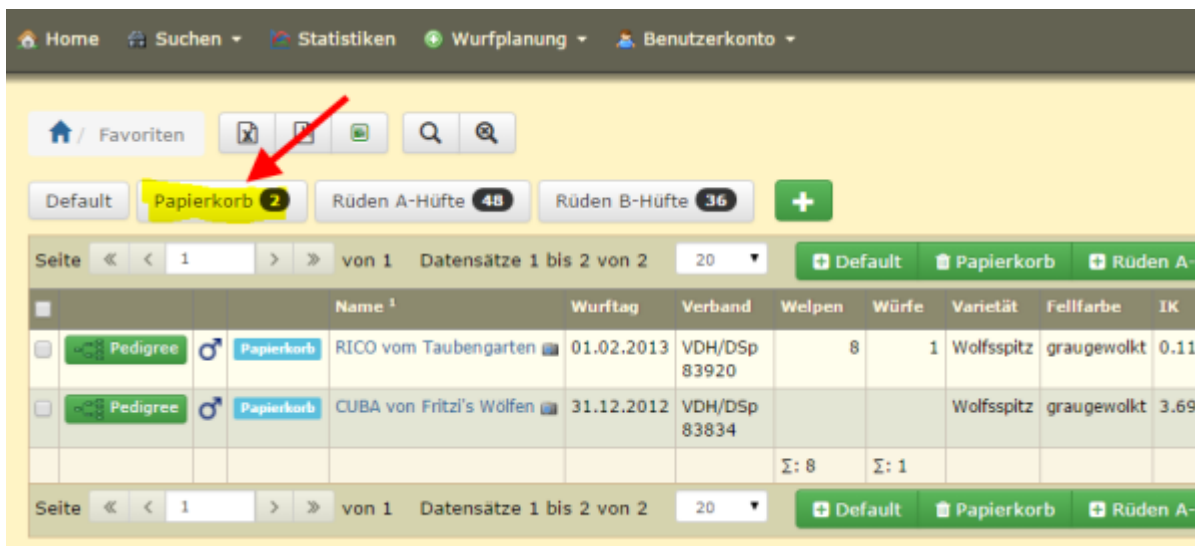 Home Suchen Statistiken Wurfplanung Benutzerkonto
/ Favoriten
Default Papierkorb 2 Rüden A-Hüfte 48 Rüden B-Hüfte 36
Seite « < 1 > » von 1 Datensätze 1 bis 2 von 2 20 Default Papierkorb Rüden A-
Name 1 Wurftag Verband Welpen Würfe Varietät Fellfarbe IK
Pedigree Papierkorb RICO vom Taubengarten 01.02.2013 VDH/DSp 8 1 Wolfsspitz graugewolkt 0.11
83920
Pedigree Papierkorb CUBA von Fritzi's Wölfen 31.12.2012 VDH/DSp Wolfsspitz graugewolkt 3.69
83834
Σ: 8 Σ: 1
Seite « < 1 > » von 1 Datensätze 1 bis 2 von 2 20 Default Papierkorb Rüden A-